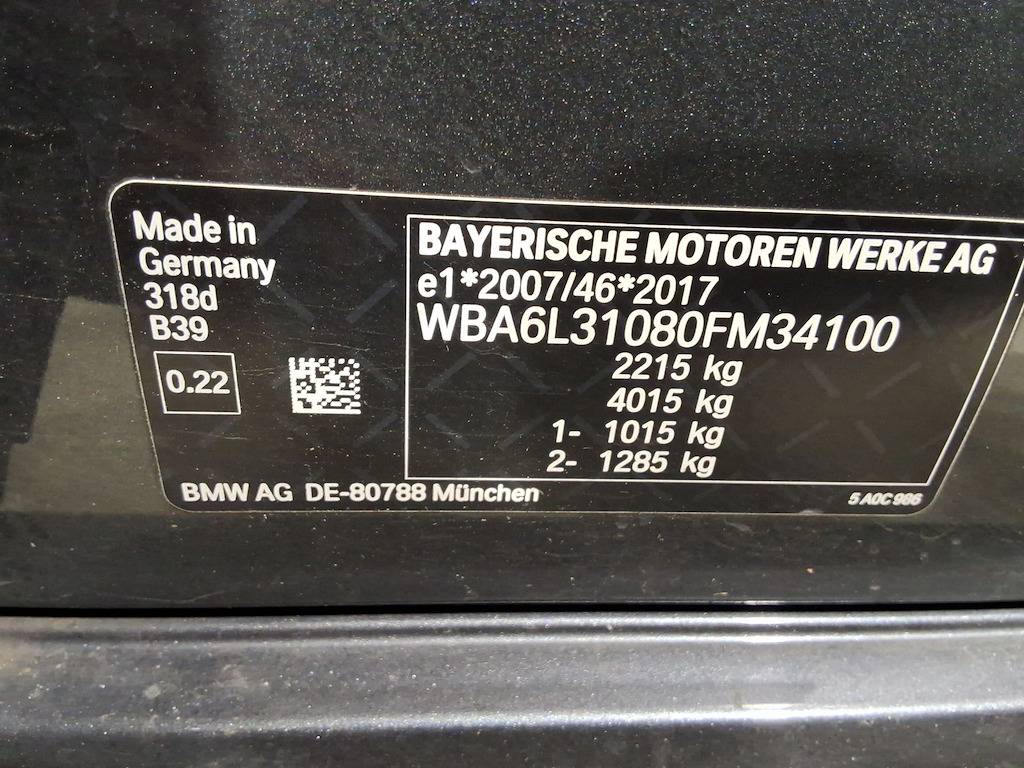 Made in
Germany
318d
B39
0.22
BAYERISCHE MOTOREN WERKE AG
e1*2007/46*2017
WBA6L31080FM34100
2215 kg
4015 kg
1- 1015 kg
2- 1285 kg
BMW AG DE-80788 München
5 A0C 986